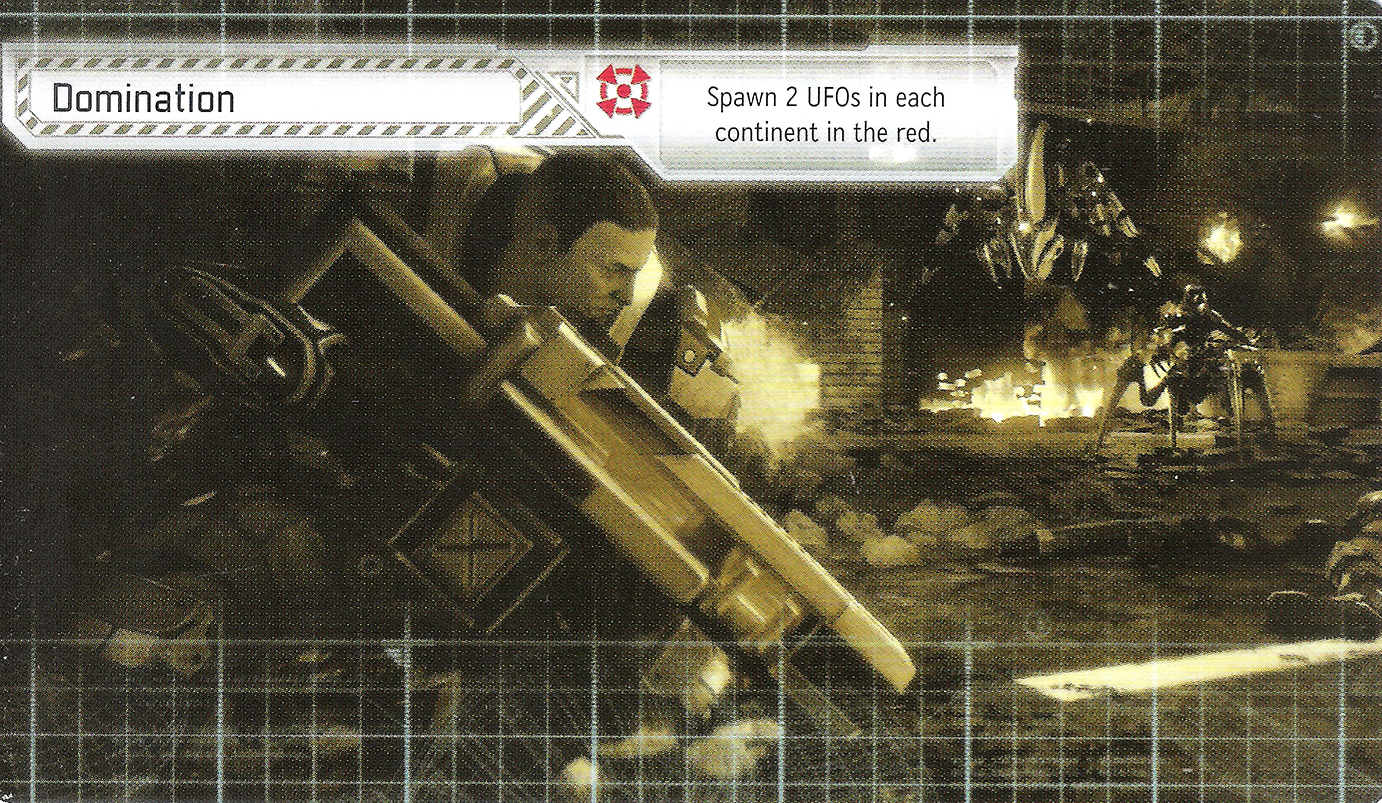 Domination
Spawn 2 UFOs in each
continent in the red.